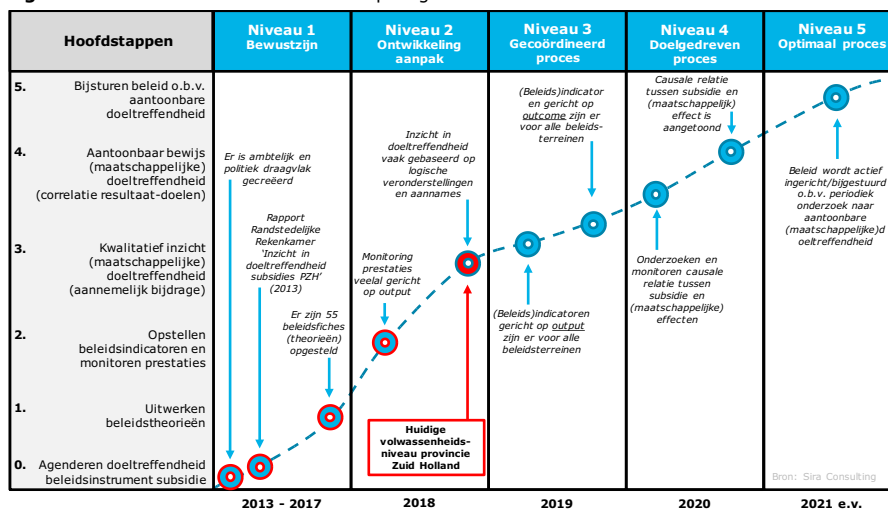 Hoofdstappen
Niveau 1
Bewustzijn
Niveau 2
Ontwikkeling
aanpak
Niveau 3
Gecoördineerd
proces
Niveau 4
Doelgedreven
proces
Niveau 5
Optimaal proces
5. Bijsturen beleid o.b.v.
aantoonbare
doeltreffendheid
4. Aantoonbaar bewijs
(maatschappelijke)
doeltreffendheid
(correlatie resultaat-doelen)
3. Kwalitatief inzicht
(maatschappelijke)
doeltreffendheid
(aannemelijk bijdrage)
2. Opstellen
beleidsindicatoren en
monitoren prestaties
1. Uitwerken
beleidstheorieën
0. Agenderen doeltreffendheid
beleidsinstrument subsidie
Er is ambtelijk en
politiek draagvlak
gecreëerd
Rapport
Randstedelijke
Rekenkamer
‘Inzicht in
doeltreffendheid
subsidies PZH’
(2013)
Er zijn 55
beleidsfiches
(theorieën)
opgesteld
Monitoring
prestaties
veelal gericht
op output
Inzicht in
doeltreffendheid
vaak gebaseerd op
logische
veronderstellingen
en aannames
Huidige
volwassenheids-
niveau provincie
Zuid Holland
(Beleids)indicator
en gericht op
outcome zijn er
voor alle beleids-
terreinen
(Beleids)indicatoren
gericht op output
zijn er voor alle
beleidsterreinen
Causale relatie
tussen subsidie en
(maatschappelijk)
effect is
aangetoond
Onderzoeken en
monitoren causale
relatie tussen
subsidie en
(maatschappelijke)
effecten
Beleid wordt actief
ingericht/bijgestuurd
o.b.v. periodiek
onderzoek naar
aantoonbare
(maatschappelijke)d
oeltreffendheid
Bron: Sira Consulting
2013 - 2017
2018
2019
2020
2021 e.v.